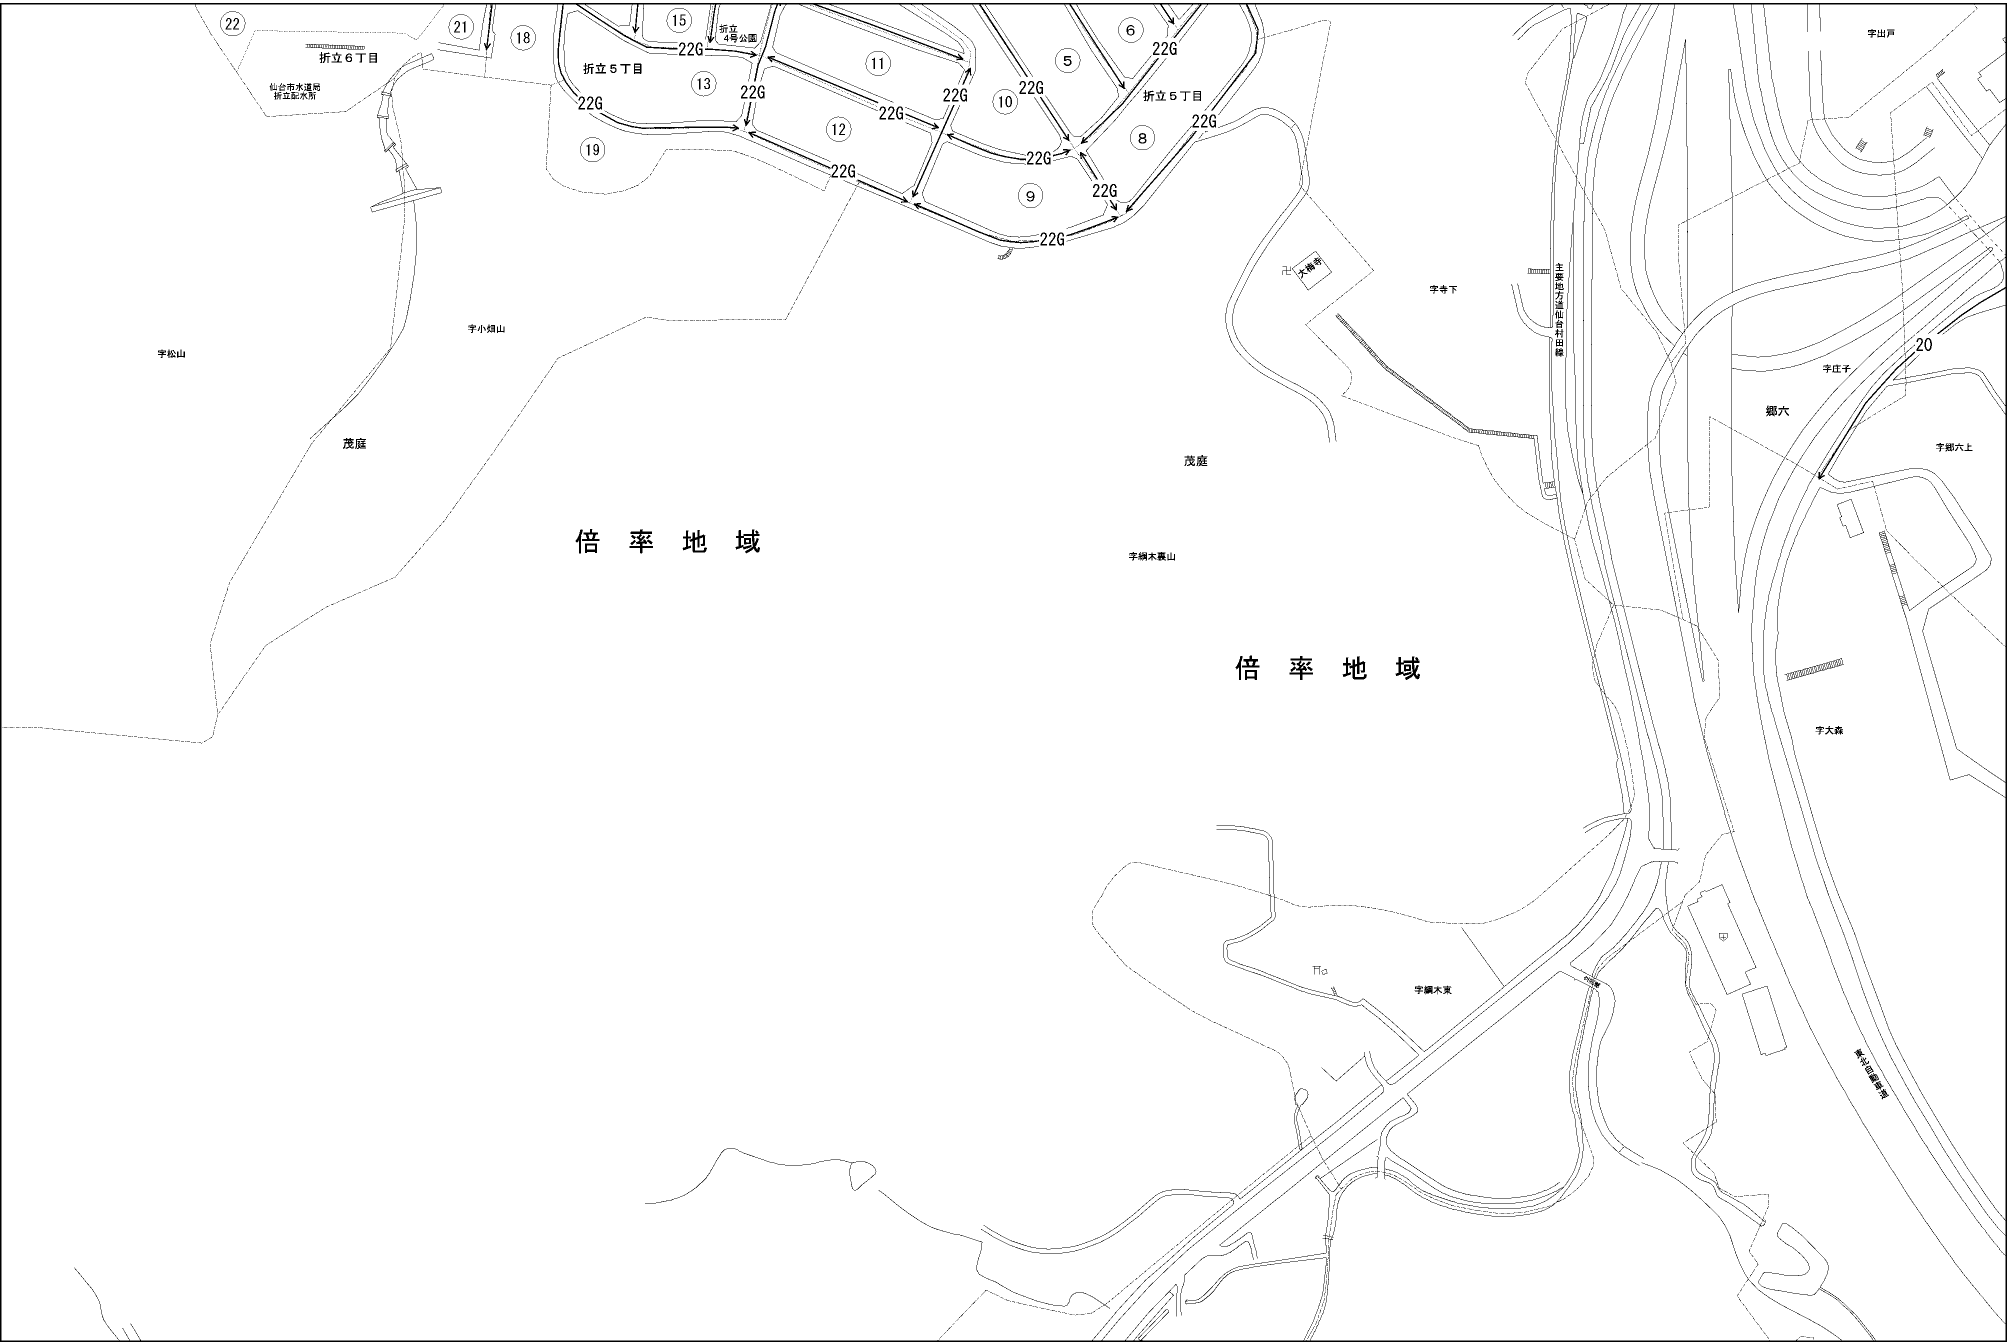 22
21
18
15
折立
4号公園
6
22G
22G
5
11
折立6丁目
折立5丁目
13
仙台市水道局
折立配水所
22G
22G
22G
22G
22G
10
折立5丁目
22G
22G
12
8
19
22G
22G
22G
9
22G
字出戸
大梅寺
字寺下
主要地方道仙台村田線
字小畑山
字松山
20
字庄子
郷六
茂庭
茂庭
字郷六上
倍率地域
字綱木裏山
倍率地域
字大森
字綱木東
東北自動車道